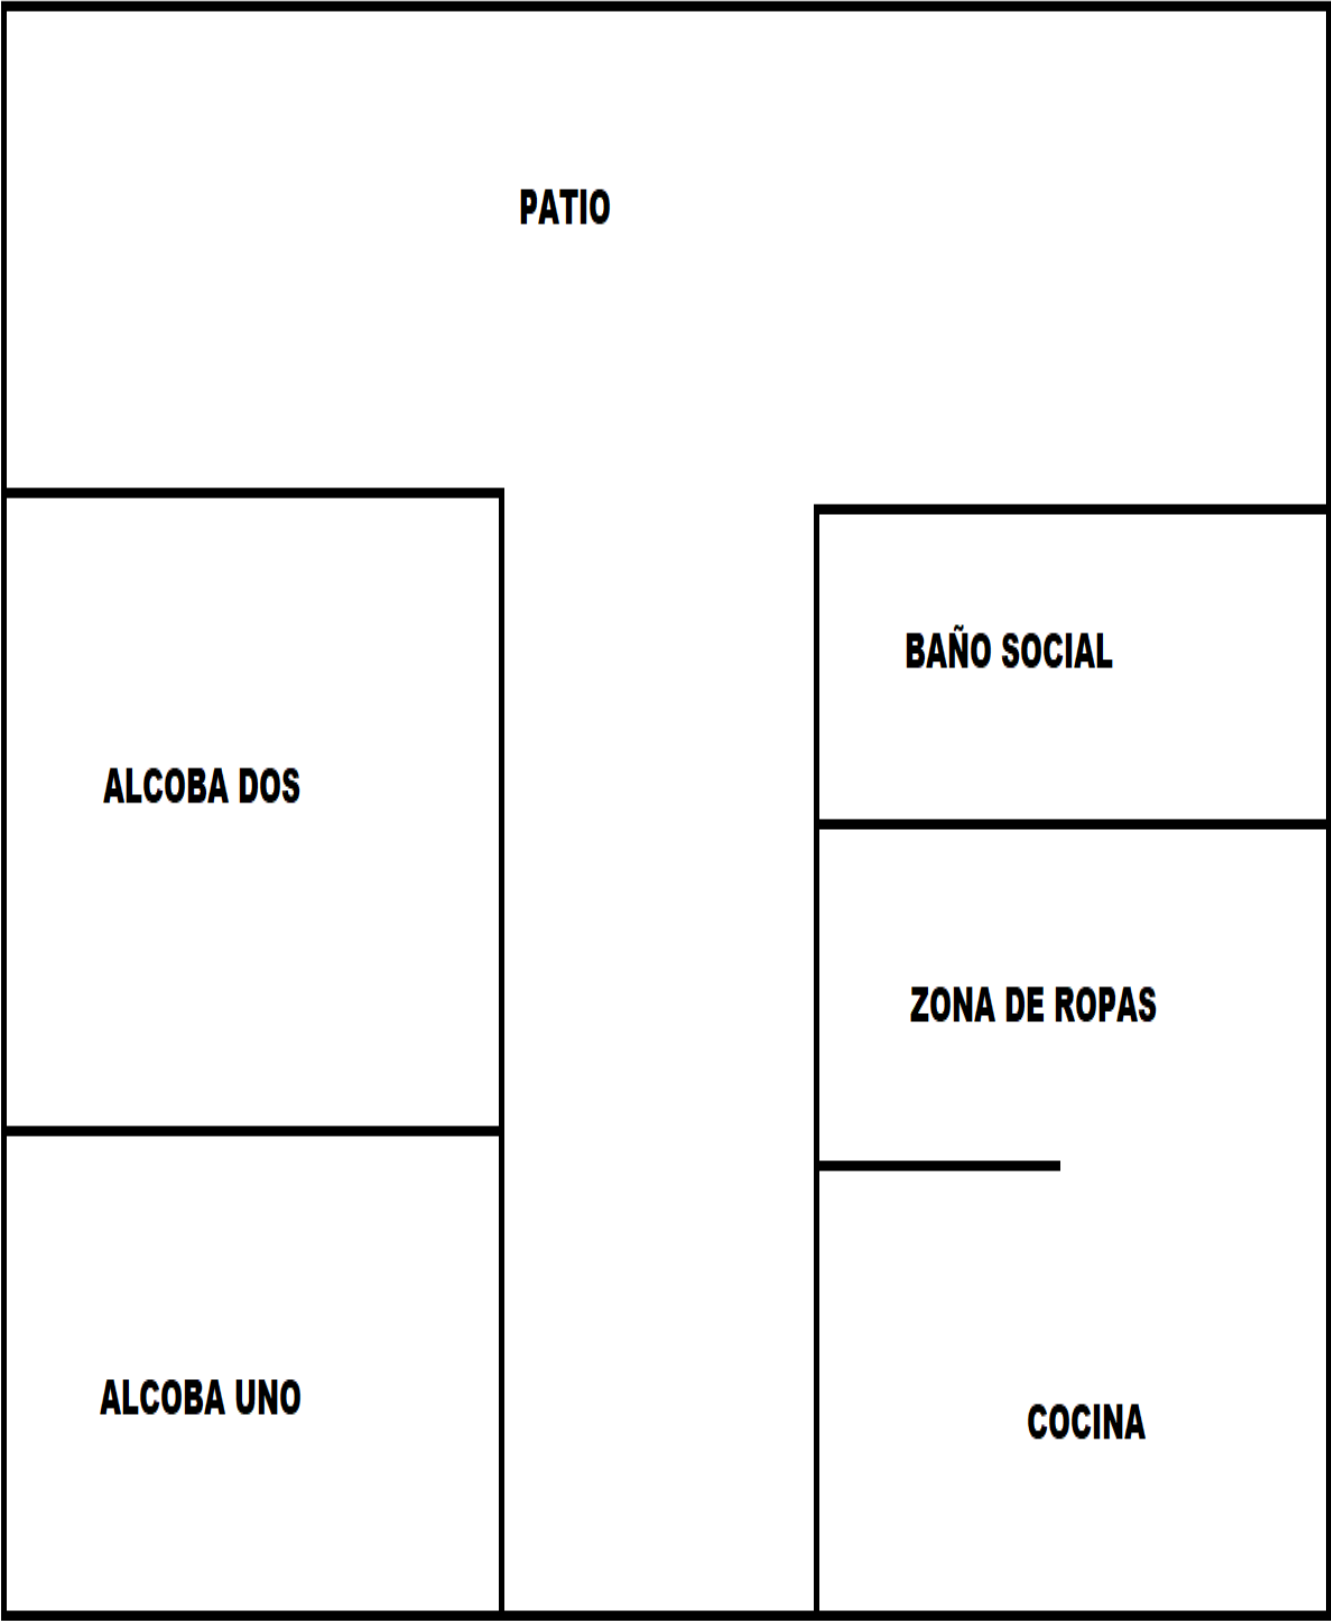 PATIO
BAÑO SOCIAL
ALCOBA DOS
ZONA DE ROPAS
ALCOBA UNO
COCINA